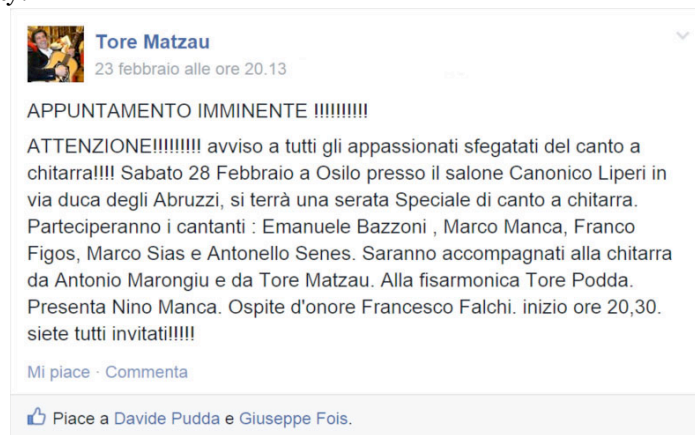 Tore Matzau
23 febbraio alle ore 20.13
APPUNTAMENTO IMMINENTE !!!!!!!!!!
ATTENZIONE!!!!!!!!! avviso a tutti gli appassionati sfegatati del canto a
chitarra!!!! Sabato 28 Febbraio a Osilo presso il salone Canonico Liperi in
via duca degli Abruzzi, si terrà una serata Speciale di canto a chitarra.
Parteciperanno i cantanti : Emanuele Bazzoni , Marco Manca, Franco
Figos, Marco Sias e Antonello Senes. Saranno accompagnati alla chitarra
da Antonio Marongiu e da Tore Matzau. Alla fisarmonica Tore Podda.
Presenta Nino Manca. Ospite d'onore Francesco Falchi. inizio ore 20,30.
siete tutti invitati!!!!!
Mi piace · Commenta
Piace a Davide Pudda e Giuseppe Fois.